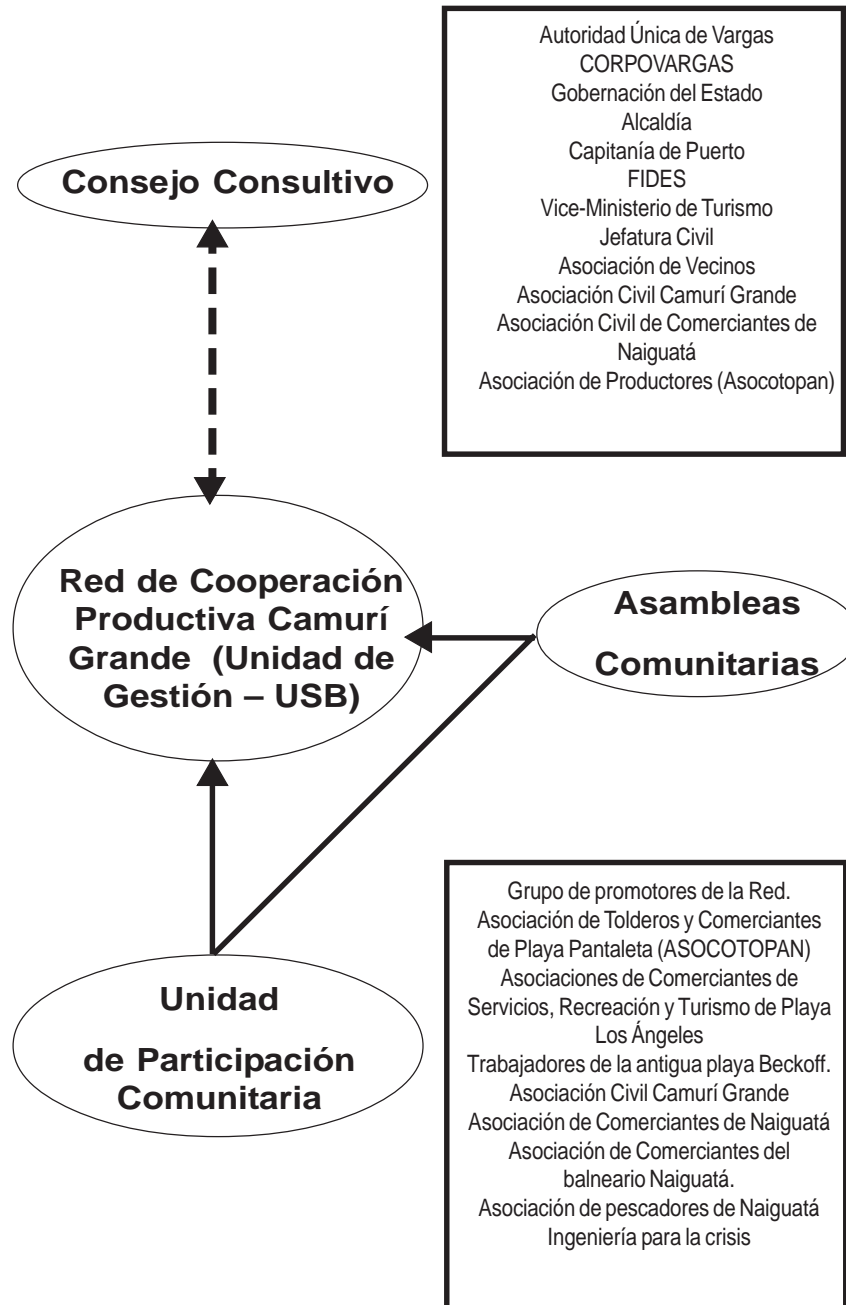 Autoridad Única de Vargas
CORPOVARGAS
Gobernación del Estado
Alcaldía
Capitanía de Puerto
FIDES
Vice-Ministerio de Turismo
Jefatura Civil
Asociación de Vecinos
Asociación Civil Camurí Grande
Asociación Civil de Comerciantes de
Naiguatá
Asociación de Productores (Asocotopan)
Consejo Consultivo
Red de Cooperación
Productiva Camurí
Grande (Unidad de
Gestión – USB)
Asambleas
Comunitarias
Unidad
de Participación
Comunitaria
Grupo de promotores de la Red.
Asociación de Tolderos y Comerciantes
de Playa Pantaleta (ASOCOTOPAN)
Asociaciones de Comerciantes de
Servicios, Recreación y Turismo de Playa
Los Ángeles
Trabajadores de la antigua playa Beckoff.
Asociación Civil Camurí Grande
Asociación de Comerciantes de Naiguatá
Asociación de Comerciantes del
balneario Naiguatá.
Asociación de pescadores de Naiguatá
Ingeniería para la crisis